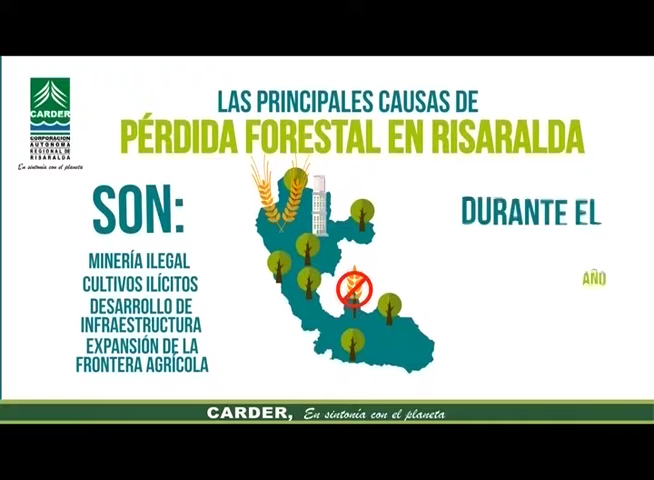 CARDER
CORPORACION
AUTONOMA
REGIONAL DE
RISARALDA
En sintonía con el planeta
LAS PRINCIPALES CAUSAS DE
PÉRDIDA FORESTAL EN RISARALDA
SON:
MINERÍA ILEGAL
CULTIVOS ILÍCITOS
DESARROLLO DE
INFRAESTRUCTURA
EXPANSIÓN DE LA
FRONTERA AGRÍCOLA
DURANTE EL
AÑO
CARDER, En sintonía con el planeta